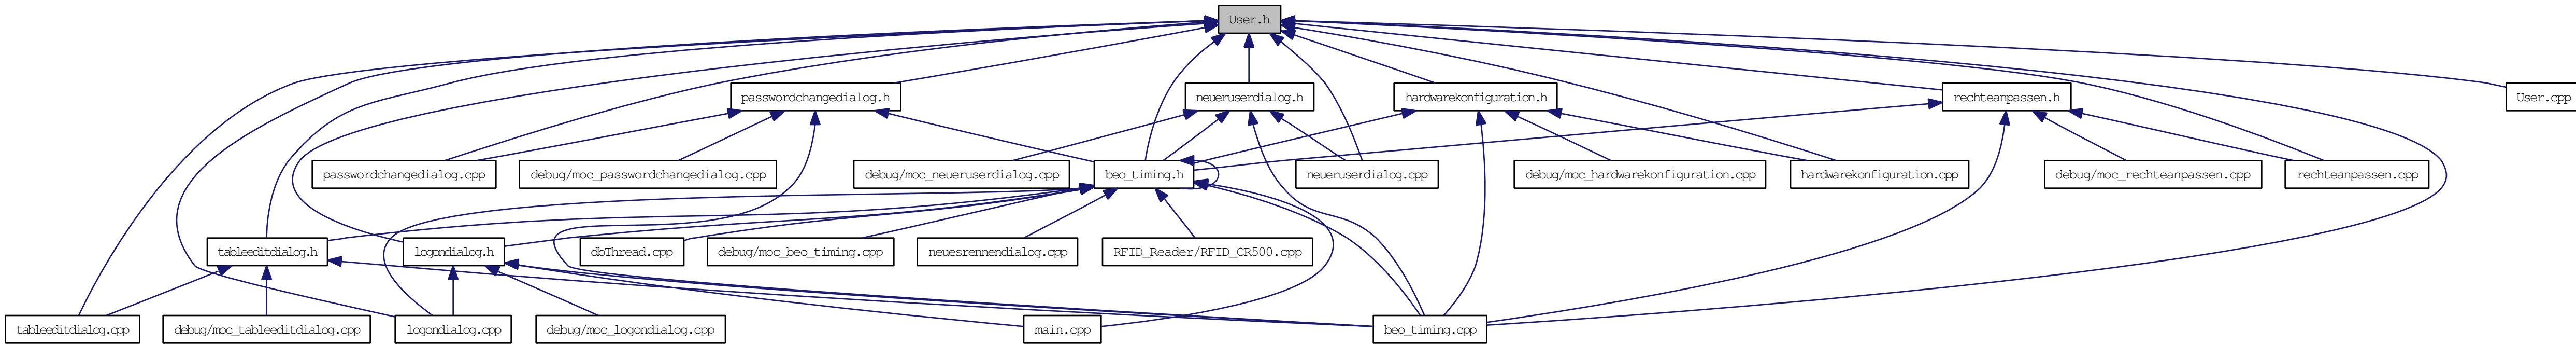 User.h
passwordchangedialog.h
neueruserdialog.h
hardwarekonfiguration.h
rechteanpassen.h
User.cpp
passwordchangedialog.cpp
debug/moc_passwordchangedialog.cpp
debug/moc_neueruserdialog.cpp
beo_timing.h
neueruserdialog.cpp
debug/moc_hardwarekonfiguration.cpp
hardwarekonfiguration.cpp
debug/moc_rechteanpassen.cpp
rechteanpassen.cpp
tableeditdialog.h
logondialog.h
dbThread.cpp
debug/moc_beo_timing.cpp
neuesrennendialog.cpp
RFID_Reader/RFID_CR500.cpp
tableeditdialog.cpp
debug/moc_tableeditdialog.cpp
logondialog.cpp
debug/moc_logondialog.cpp
main.cpp
beo_timing.cpp